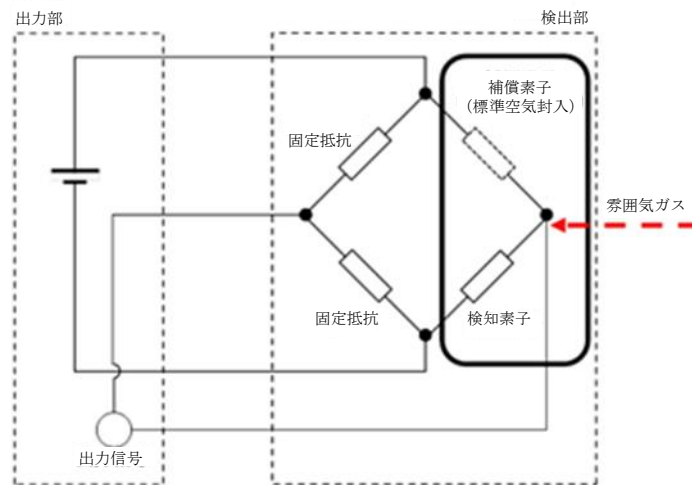 出力部
検出部
補償素子
（標準空気封入）
固定抵抗
雰囲気ガス
固定抵抗
検知素子
出力信号